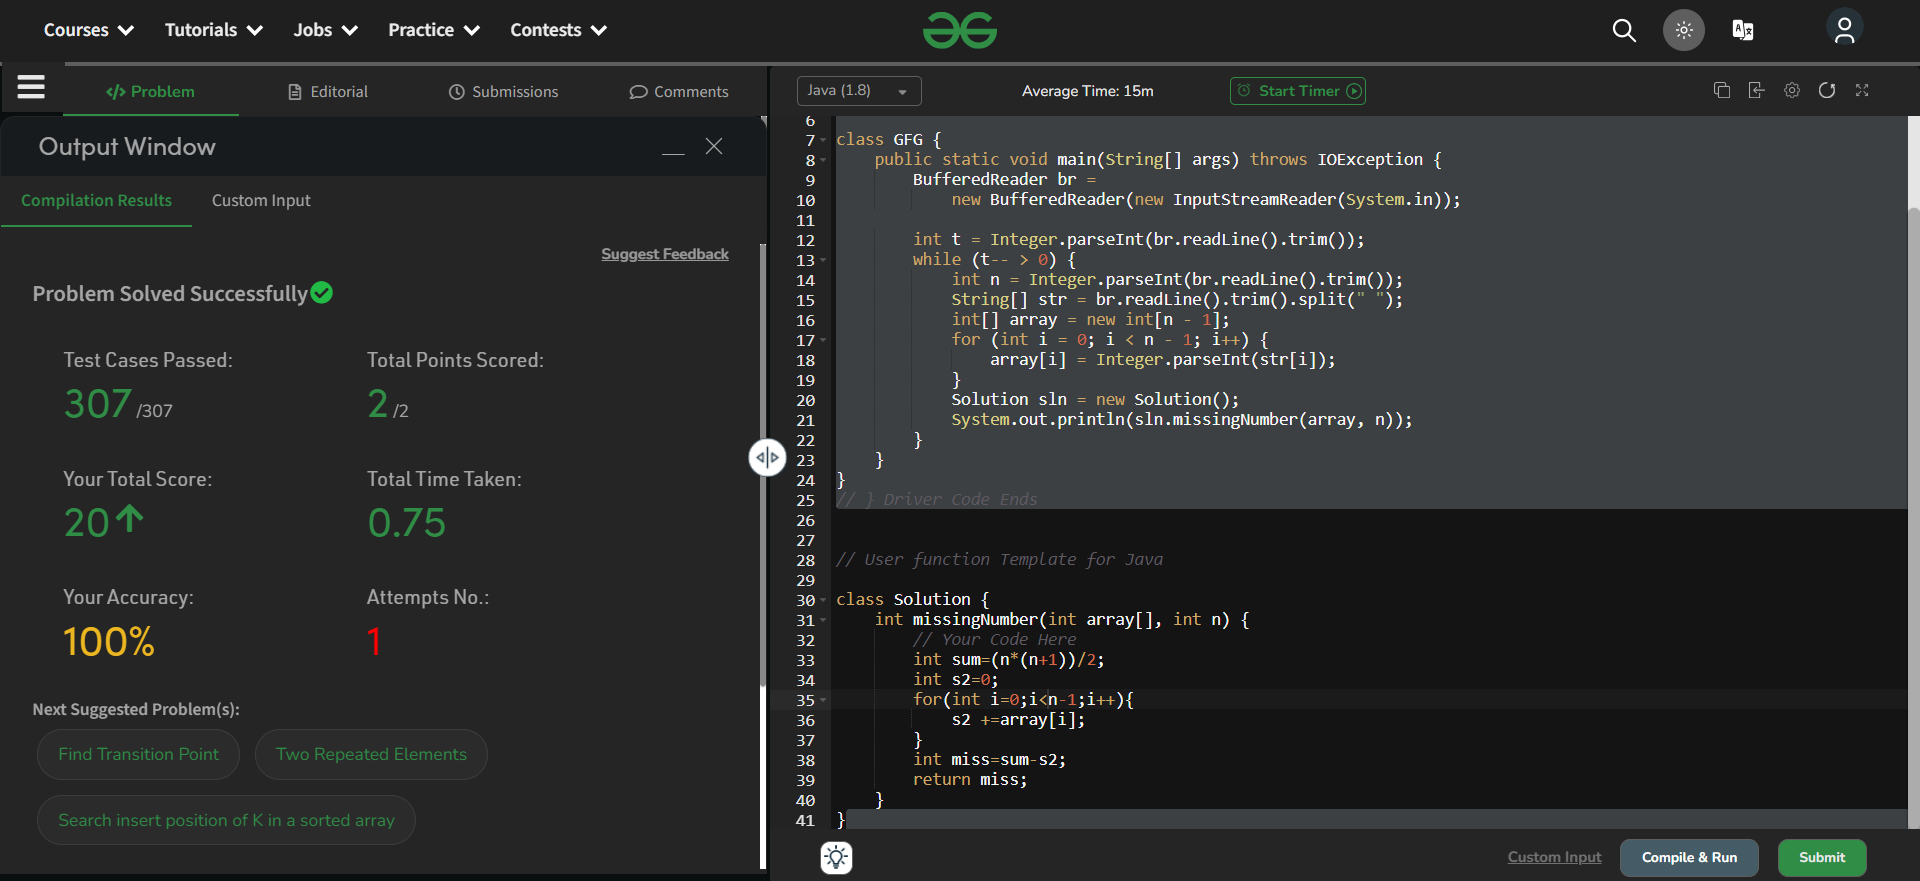 Courses Tutorials Jobs Practice Contests
</> Problem Editorial Submissions Comments
Output Window
Compilation Results Custom Input
Suggest Feedback
Problem Solved Successfully
Test Cases Passed: Total Points Scored:
307 /307 2 /2
Your Total Score: Total Time Taken:
20 0.75
Your Accuracy: Attempts No.:
100% 1
Next Suggested Problem(s):
Find Transition Point Two Repeated Elements
Search insert position of K in a sorted array
Java (1.8) Average Time: 15m Start Timer
6
7 class GFG {
8     public static void main(String[] args) throws IOException {
9         BufferedReader br =
10             new BufferedReader(new InputStreamReader(System.in));
11
12         int t = Integer.parseInt(br.readLine().trim());
13         while (t-- > 0) {
14             int n = Integer.parseInt(br.readLine().trim());
15             String[] str = br.readLine().trim().split(" ");
16             int[] array = new int[n - 1];
17             for (int i = 0; i < n - 1; i++) {
18                 array[i] = Integer.parseInt(str[i]);
19             }
20             Solution sln = new Solution();
21             System.out.println(sln.missingNumber(array, n));
22         }
23     }
24 }
25 // } Driver Code Ends
26
27
28 // User function Template for Java
29
30 class Solution {
31     int missingNumber(int array[], int n) {
32         // Your Code Here
33         int sum=(n*(n+1))/2;
34         int s2=0;
35         for(int i=0;i<n-1;i++){
36             s2 +=array[i];
37         }
38         int miss=sum-s2;
39         return miss;
40     }
41 }
Custom Input Compile & Run Submit